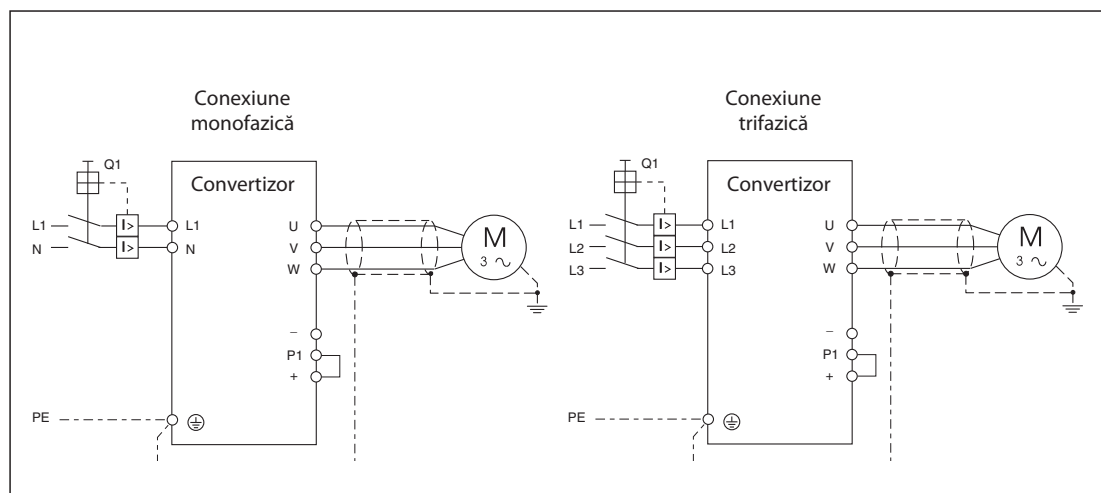 Conexiune
monofazică
Q1
Convertizor
L1 I> L1 U
N I> N V
W
M
3 ~
–
P1
+
PE
Conexiune
trifazică
Q1
Convertizor
L1 I> L1 U
L2 I> L2 V
L3 I> L3 W
M
3 ~
–
P1
+
PE